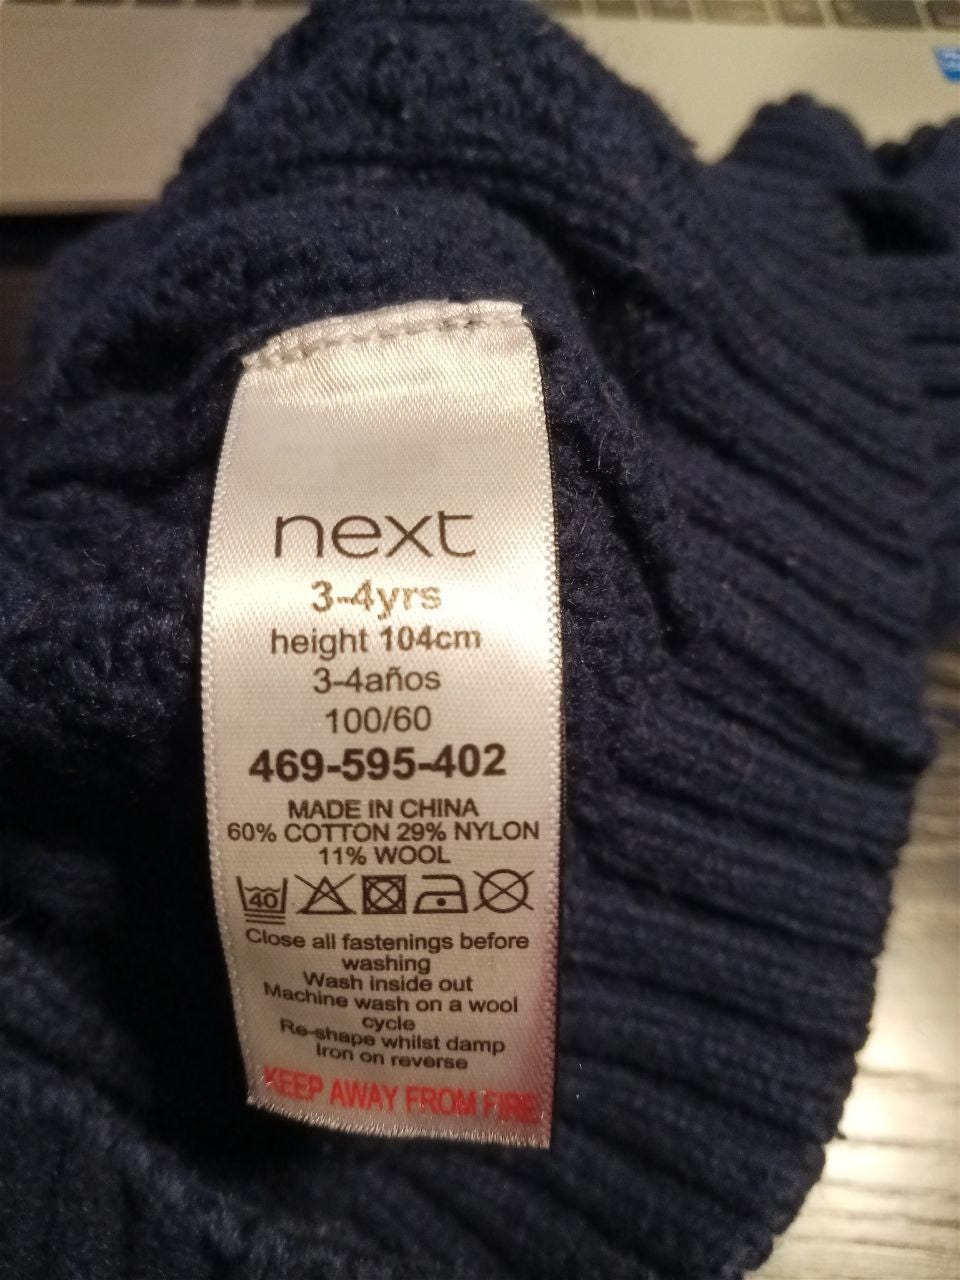 next
3-4yrs
height 104cm
3-4años
100/60
469-595-402
MADE IN CHINA
60% COTTON 29% NYLON
11% WOOL
40
Close all fastenings before
washing
Wash inside out
Machine wash on a wool
cycle
Re-shape whilst damp
Iron on reverse
KEEP AWAY FROM FIRE